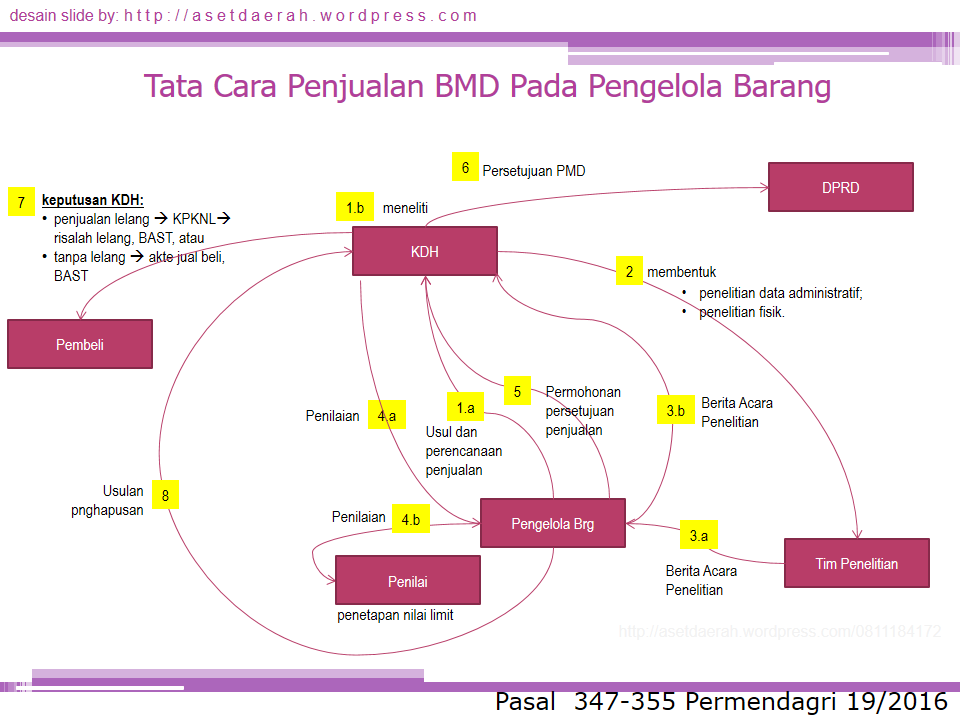 desain slide by: http://asetdaerah.wordpress.com
Tata Cara Penjualan BMD Pada Pengelola Barang
6 Persetujuan PMD
DPRD
7 keputusan KDH:
• penjualan lelang → KPKNL→
risalah lelang, BAST, atau
• tanpa lelang → akte jual beli,
BAST
1.b meneliti
KDH
2 membentuk
• penelitian data administratif;
• penelitian fisik.
Pembeli
Penilaian 4.a
1.a
Usul dan
perencanaan
penjualan
5 Permohonan
persetujuan
penjualan
3.b Berita Acara
Penelitian
Usulan
pnghapusan
8
Penilaian 4.b
Pengelola Brg
3.a
Berita Acara
Penelitian
Tim Penelitian
Penilai
penetapan nilai limit
http://asetdaerah.wordpress.com/0811184172
Pasal 347-355 Permendagri 19/2016